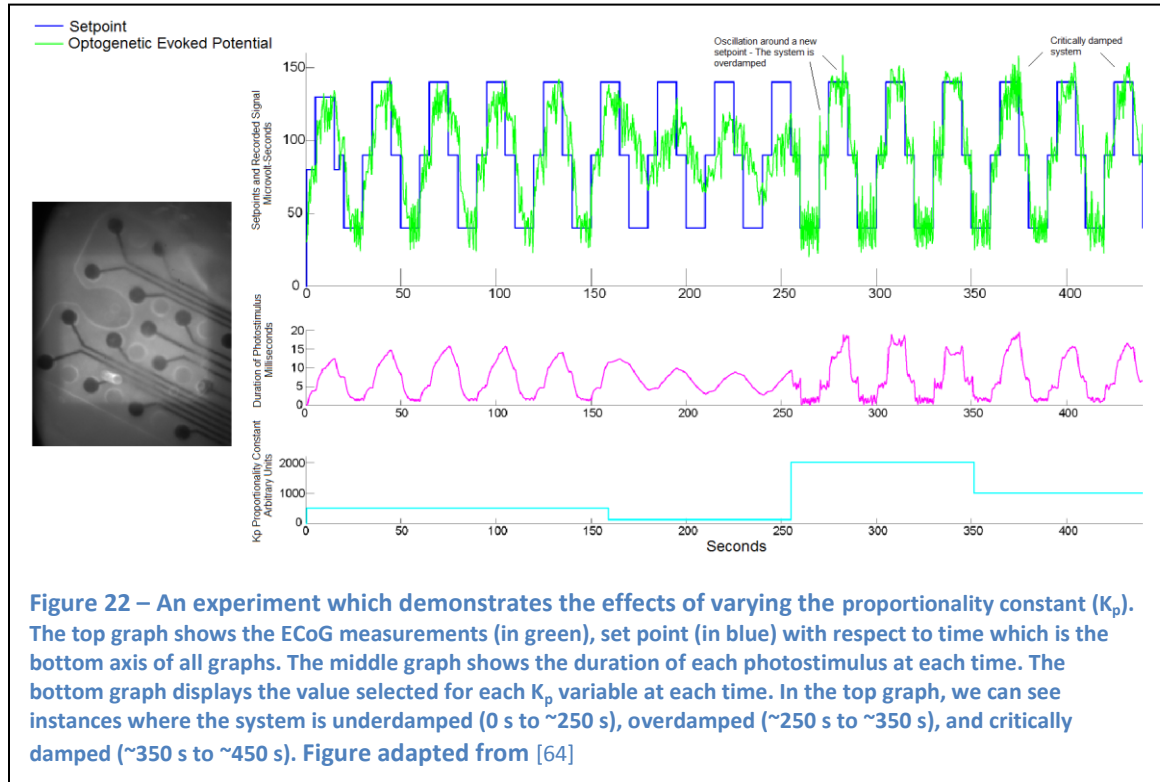 Setpoint
Optogenetic Evoked Potential
Oscillation around a new
setpoint - The system is
overdamped
Critically damped
system
Setpoints and Recorded Signal
Microvolt-Seconds
150
100
50
0
0 50 100 150 200 250 300 350 400
Duration of Photostimulus
Milliseconds
20
15
10
5
0
0 50 100 150 200 250 300 350 400
Kp Proportionality Constant
Arbitrary Units
2000
1000
0
0 50 100 150 200 250 300 350 400
Seconds
Figure 22 – An experiment which demonstrates the effects of varying the proportionality constant (Kp).
The top graph shows the ECoG measurements (in green), set point (in blue) with respect to time which is the
bottom axis of all graphs. The middle graph shows the duration of each photostimulus at each time. The
bottom graph displays the value selected for each Kp variable at each time. In the top graph, we can see
instances where the system is underdamped (0 s to ~250 s), overdamped (~250 s to ~350 s), and critically
damped (~350 s to ~450 s). Figure adapted from [64]